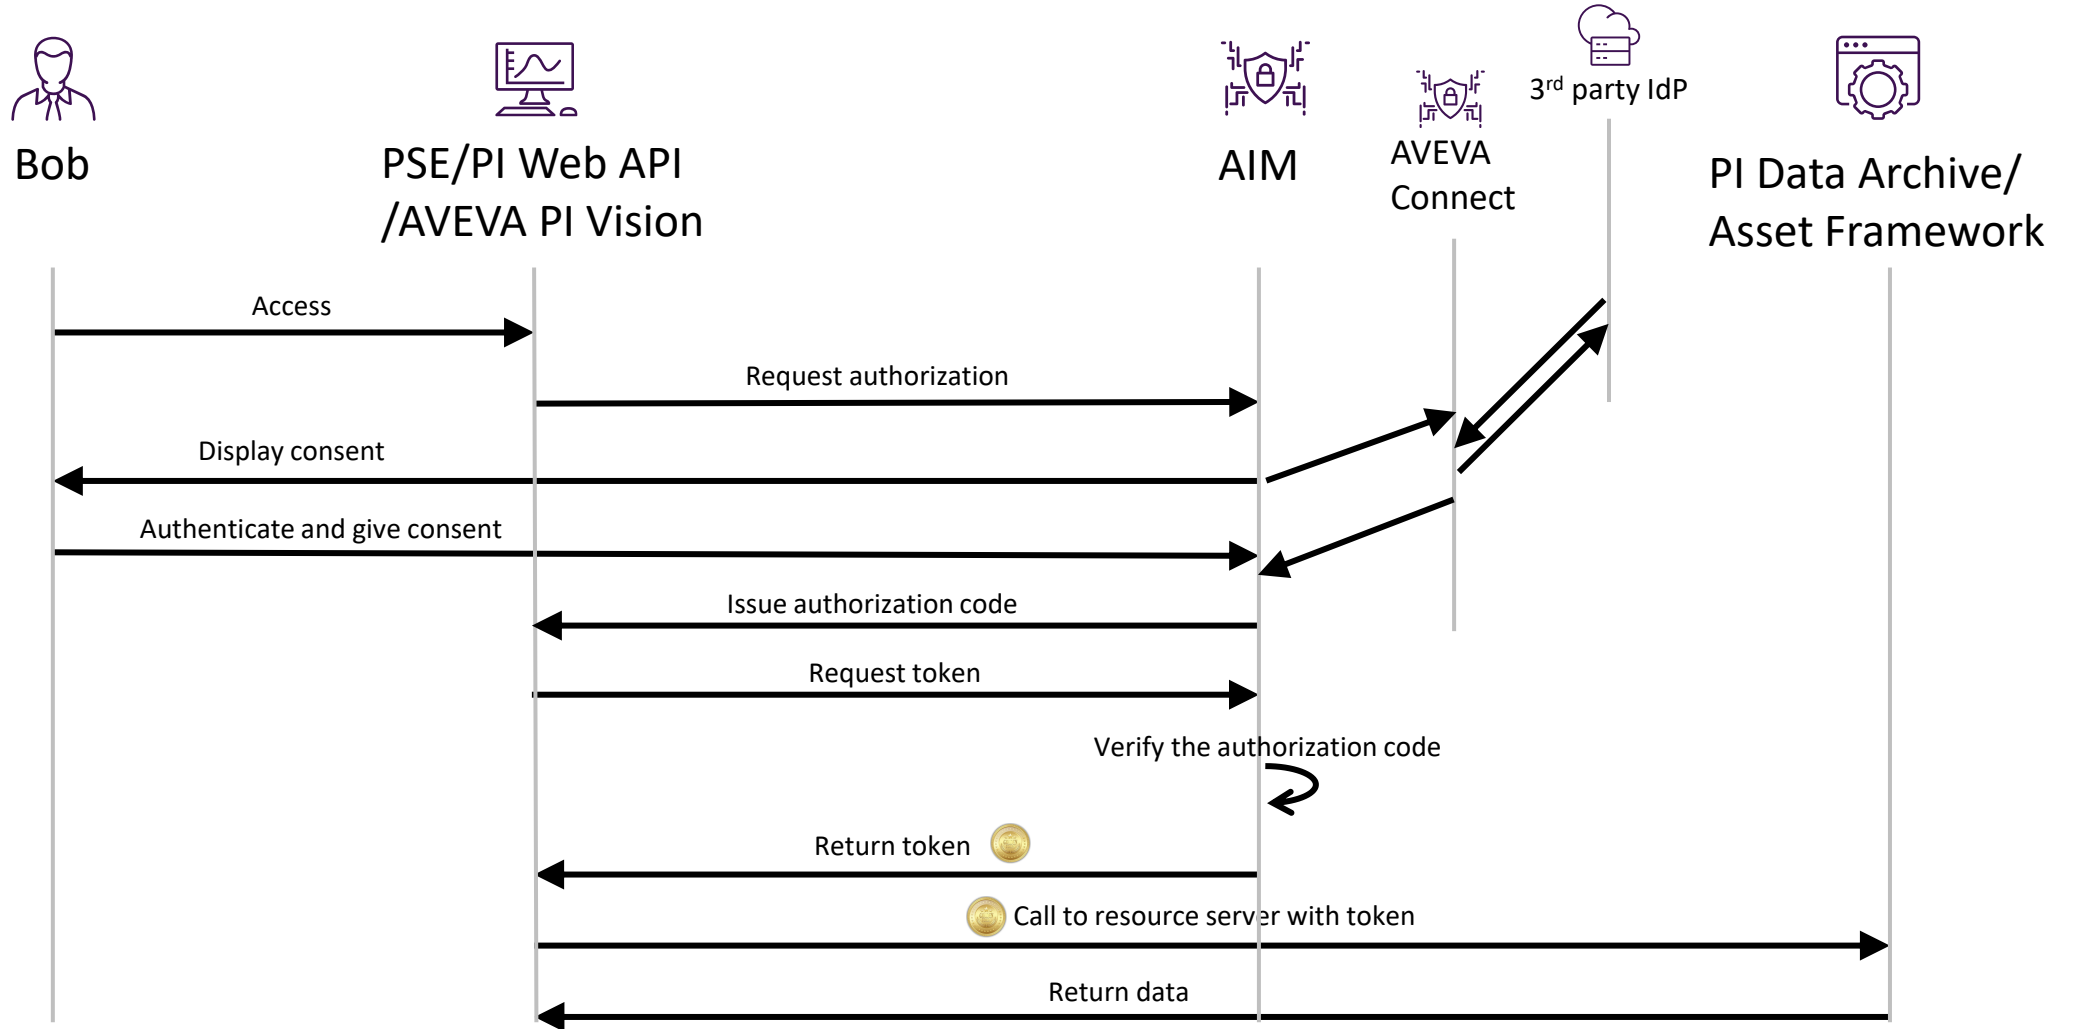 Bob
PSE/PI Web API
/AVEVA PI Vision
AIM
AVEVA
Connect
3rd party IdP
PI Data Archive/
Asset Framework
Access
Request authorization
Display consent
Authenticate and give consent
Issue authorization code
Request token
Verify the authorization code
Return token
Call to resource server with token
Return data